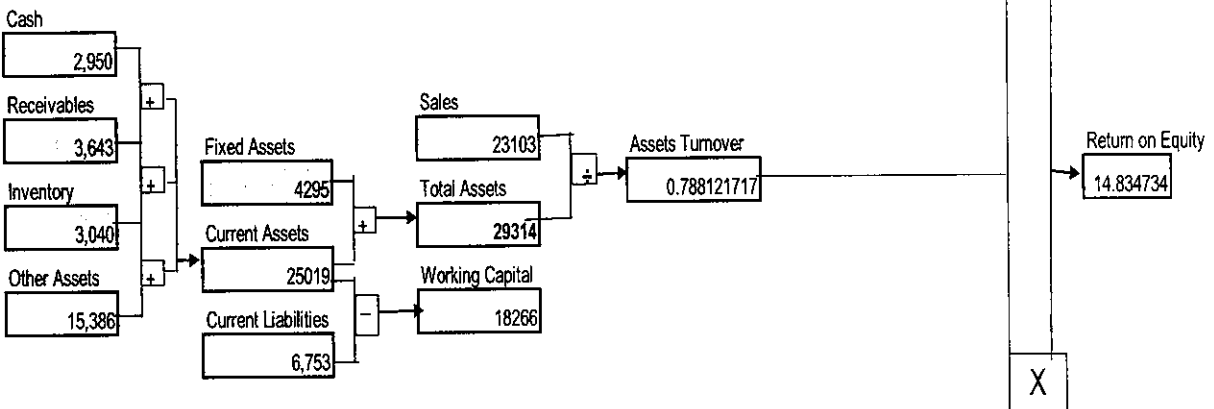 Cash
2,950
+
Receivables
3,643
+
Inventory
3,040
+
Other Assets
15,386
Fixed Assets
4295
+
Current Assets
25019
−
Current Liabilities
6,753
Sales
23103
÷
Total Assets
29314
Working Capital
18266
Assets Turnover
0.788121717
X
Return on Equity
14.834734